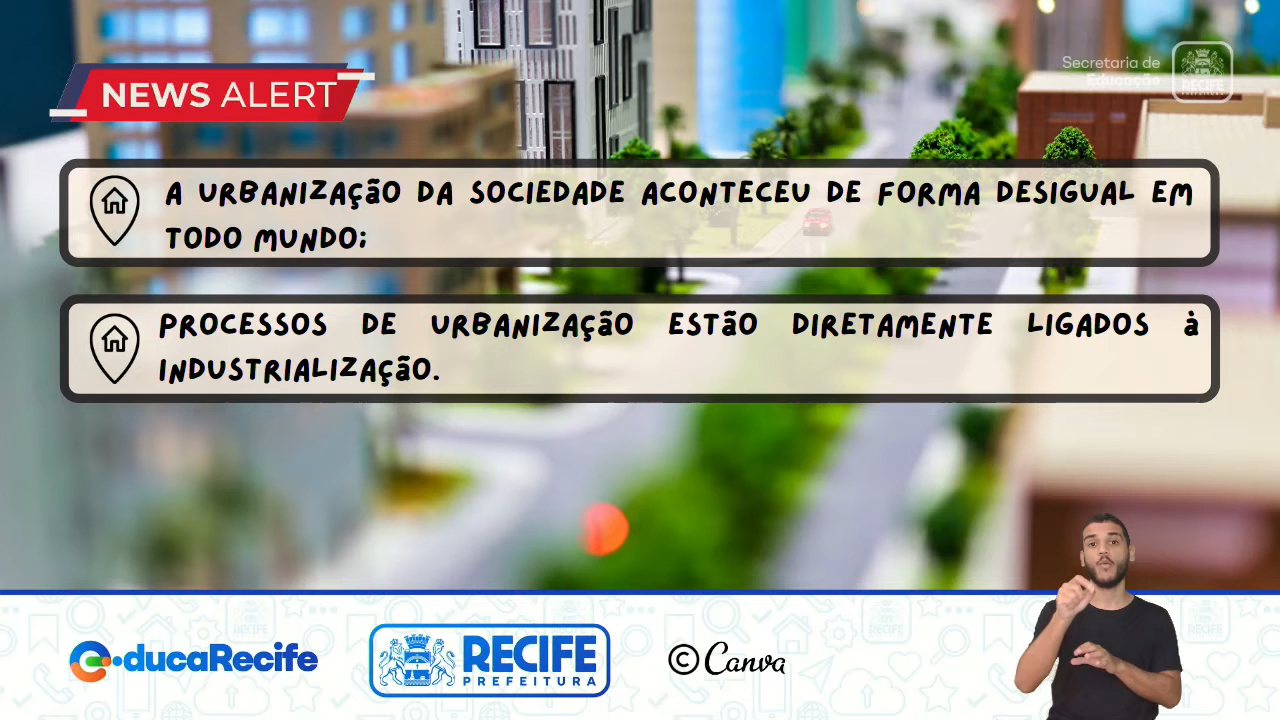 NEWS ALERT
Secretaria de
Educação
RECIFE
A URBANIZAÇÃO DA SOCIEDADE ACONTECEU DE FORMA DESIGUAL EM
TODO MUNDO;
PROCESSOS DE URBANIZAÇÃO ESTÃO DIRETAMENTE LIGADOS À
INDUSTRIALIZAÇÃO.
educaRecife
RECIFE
PREFEITURA
© Canva